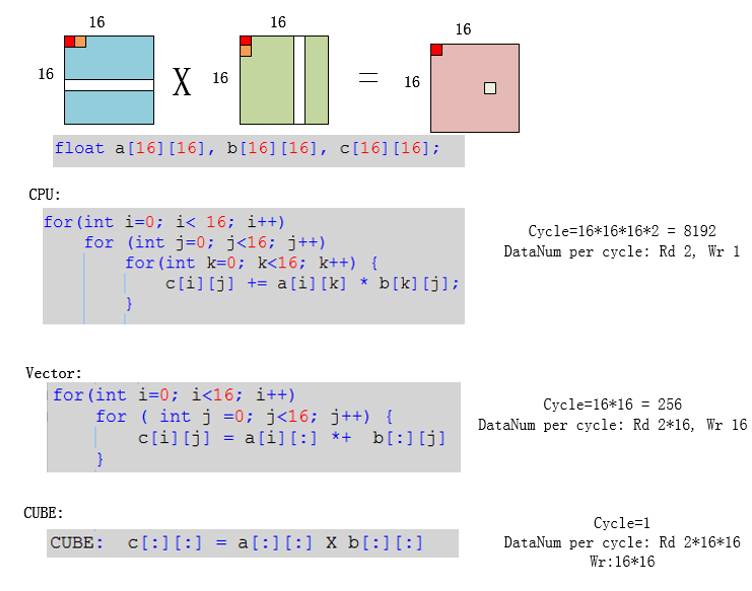 16 16 16
16 X 16 = 16
float a[16][16], b[16][16], c[16][16];
CPU:
for(int i=0; i< 16; i++)
for (int j=0; j<16; j++)
for(int k=0; k<16; k++) {
c[i][j] += a[i][k] * b[k][j];
}
Cycle=16*16*16*2 = 8192
DataNum per cycle: Rd 2, Wr 1
Vector:
for(int i=0; i<16; i++)
for ( int j =0; j<16; j++) {
c[i][j] = a[i][:] *+ b[:][j]
}
Cycle=16*16 = 256
DataNum per cycle: Rd 2*16, Wr 16
CUBE:
CUBE: c[:][:] = a[:][:] X b[:][:]
Cycle=1
DataNum per cycle: Rd 2*16*16
Wr:16*16